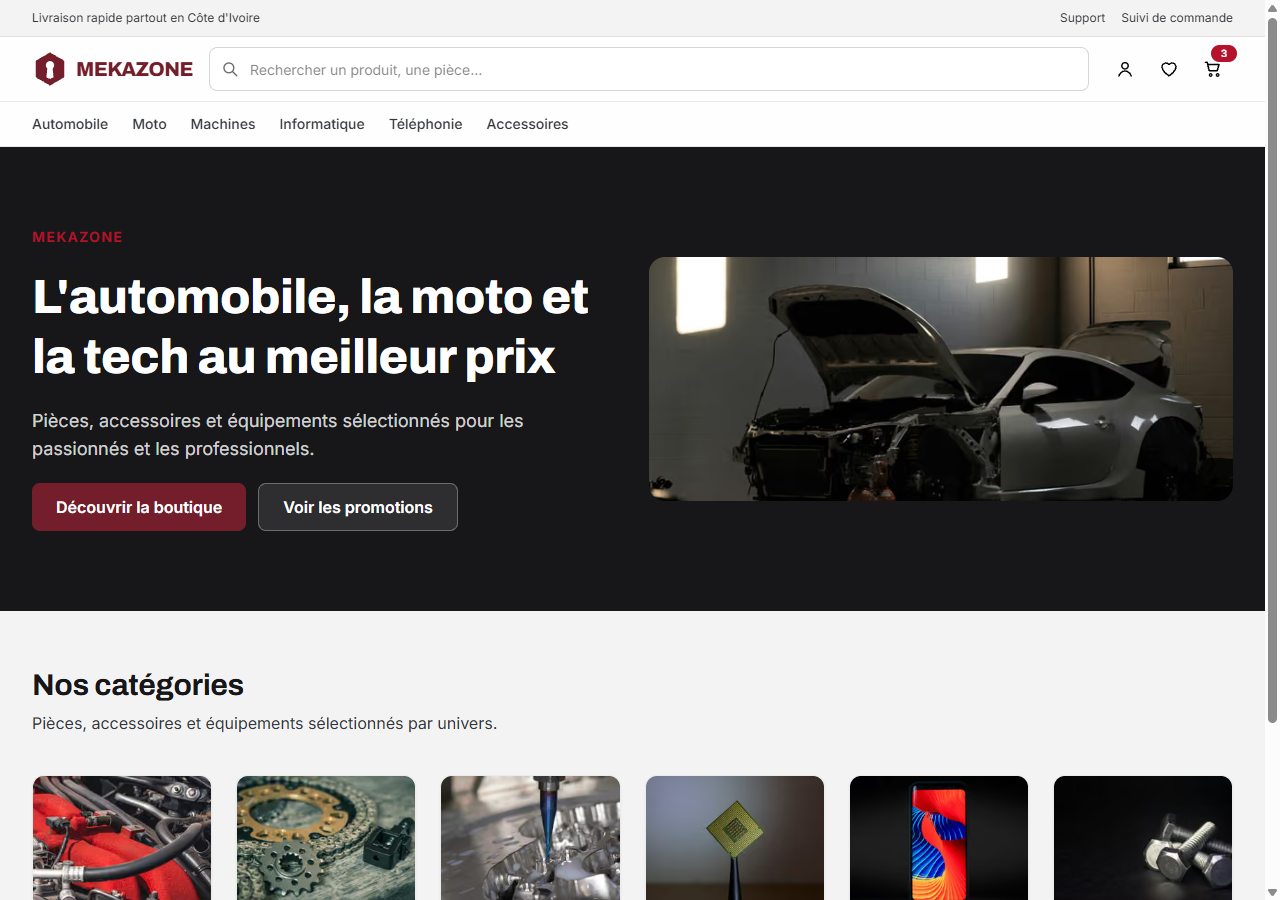 Livraison rapide partout en Côte d'Ivoire
Support
Suivi de commande
MEKAZONE
Rechercher un produit, une pièce...
3
Automobile
Moto
Machines
Informatique
Téléphonie
Accessoires
MEKAZONE
L'automobile, la moto et
la tech au meilleur prix
Pièces, accessoires et équipements sélectionnés pour les
passionnés et les professionnels.
Découvrir la boutique
Voir les promotions
Nos catégories
Pièces, accessoires et équipements sélectionnés par univers.